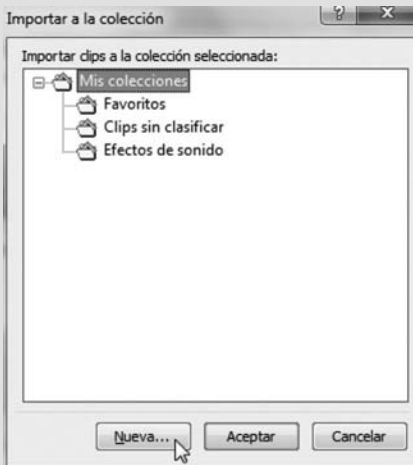 Importar a la colección
Importar clips a la colección seleccionada:
Mis colecciones
Favoritos
Clips sin clasificar
Efectos de sonido
Nueva... Aceptar Cancelar